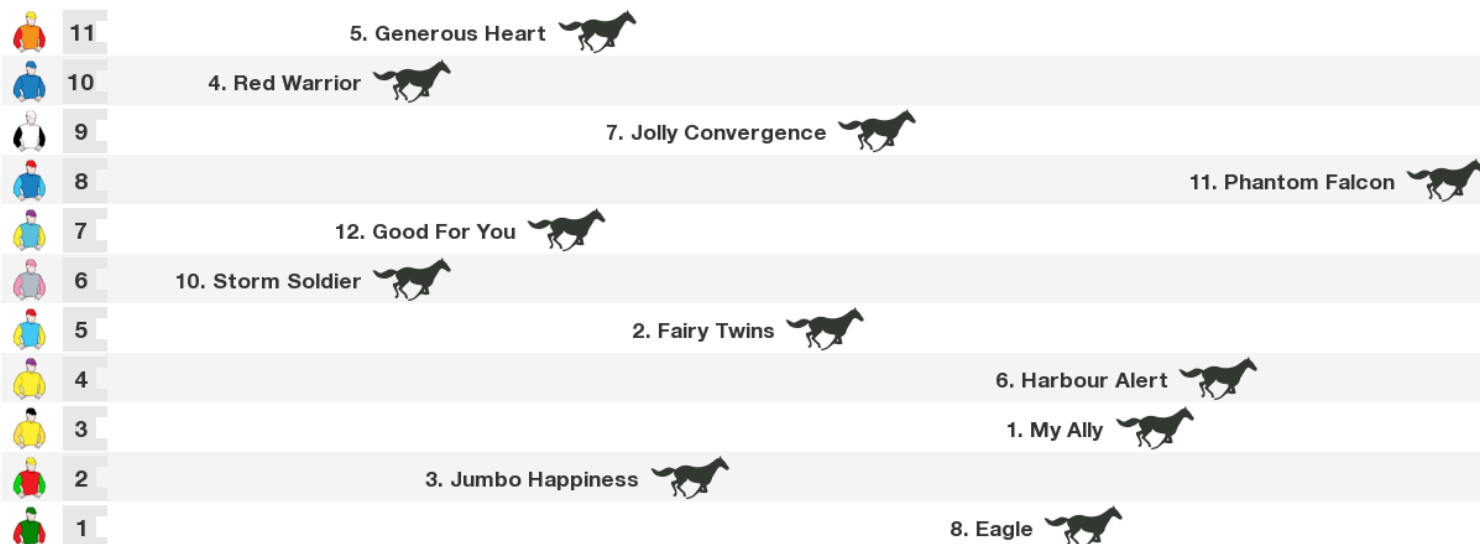 11 5. Generous Heart
10 4. Red Warrior
9 7. Jolly Convergence
8 11. Phantom Falcon
7 12. Good For You
6 10. Storm Soldier
5 2. Fairy Twins
4 6. Harbour Alert
3 1. My Ally
2 3. Jumbo Happiness
1 8. Eagle